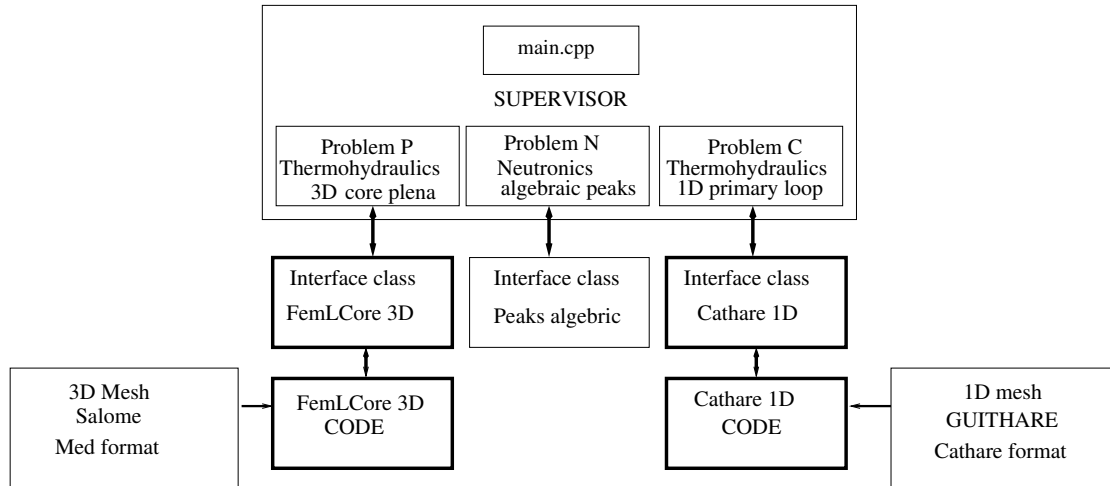 main.cpp
SUPERVISOR
Problem P
Thermohydraulics
3D core plena
Problem N
Neutronics
algebraic peaks
Problem C
Thermohydraulics
1D primary loop
Interface class
FemLCore 3D
Interface class
Peaks algebric
Interface class
Cathare 1D
3D Mesh
Salome
Med format
FemLCore 3D
CODE
Cathare 1D
CODE
1D mesh
GUITHARE
Cathare format